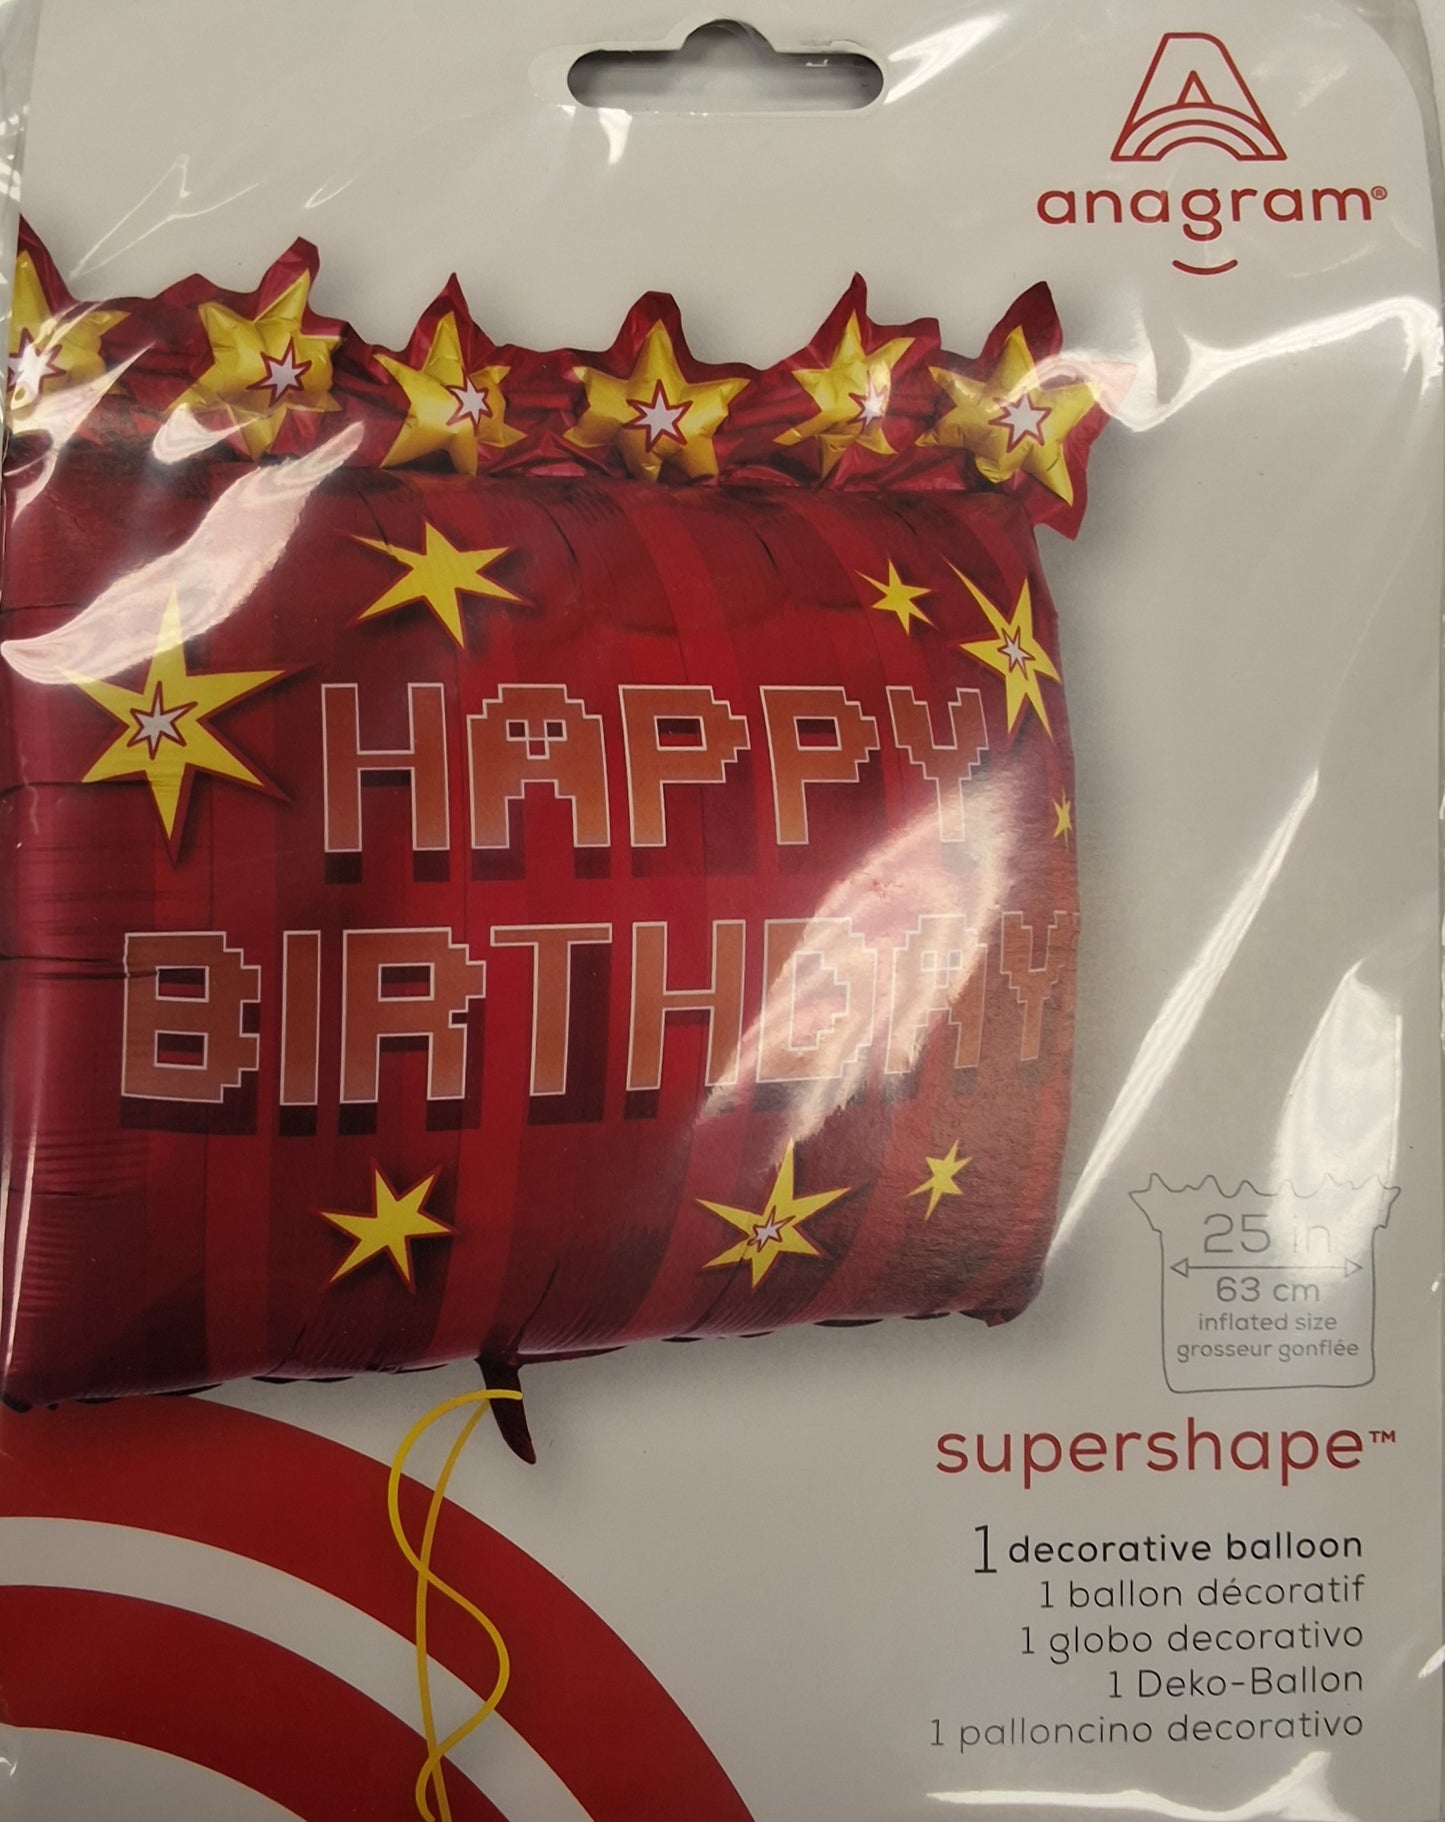 anagram®
HAPPY
BIRTHDAY
25 in
63 cm
inflated size
grosseur gonflée
supershape™
1 decorative balloon
1 ballon décoratif
1 globo decorativo
1 Deko-Ballon
1 palloncino decorativo